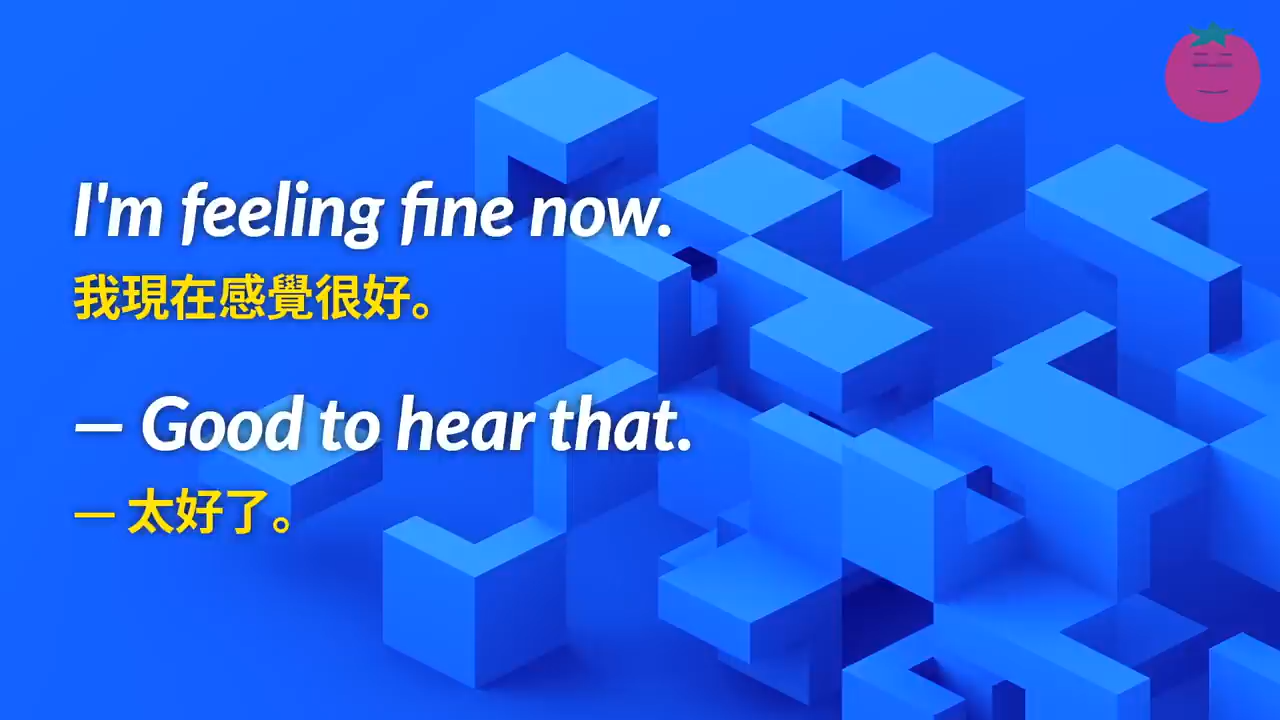 I'm feeling fine now.
我現在感覺很好。
— Good to hear that.
— 太好了。